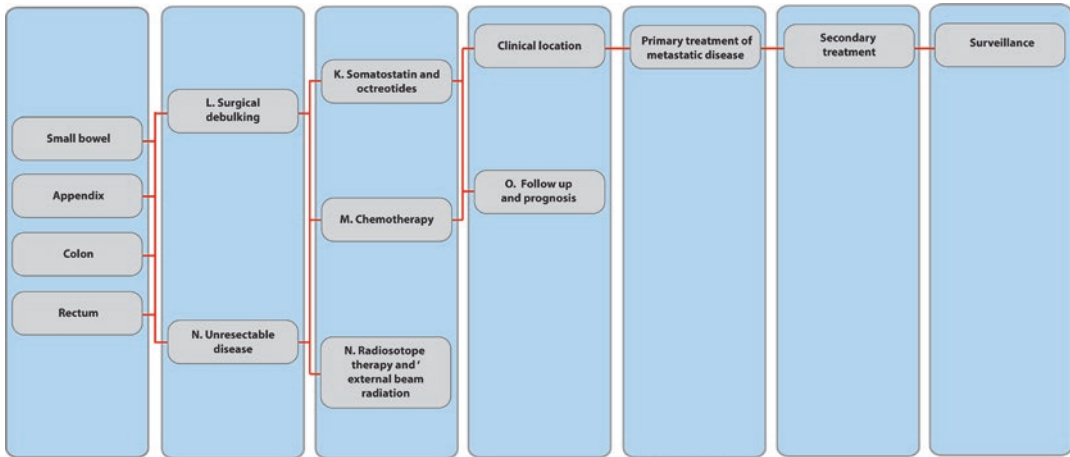 Small bowel
Appendix
Colon
Rectum
L. Surgical
debulking
N. Unresectable
disease
K. Somatostatin and
octreotides
M. Chemotherapy
N. Radiosotope
therapy and ‘
external beam
radiation
Clinical location
O. Follow up
and prognosis
Primary treatment of
metastatic disease
Secondary
treatment
Surveillance